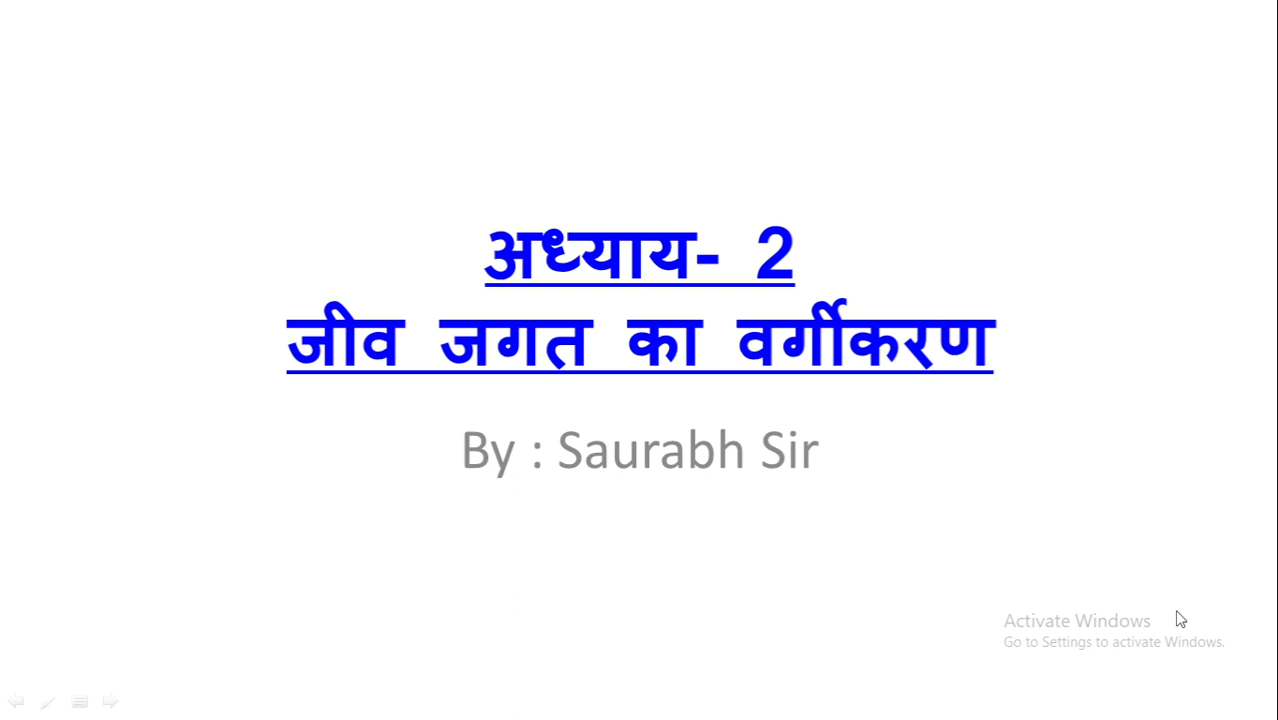 अध्याय- 2
जीव जगत का वर्गीकरण
By : Saurabh Sir
Activate Windows
Go to Settings to activate Windows.